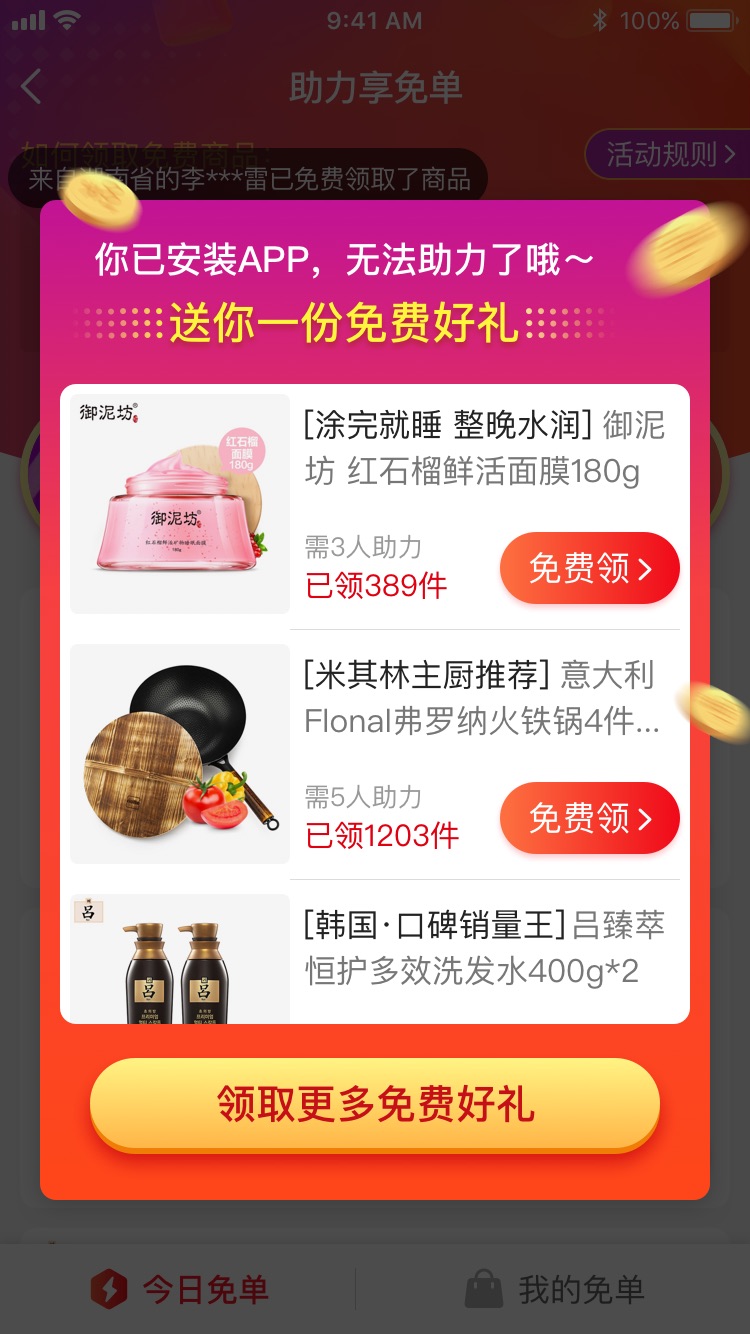 9:41 AM
100%
助力享免单
如何领取免费商品：
活动规则
来自湖南省的李***雷已免费领取了商品
你已安装APP，无法助力了哦～
送你一份免费好礼
御泥坊
红石榴
面膜
180g
御泥坊
[涂完就睡 整晚水润] 御泥
坊 红石榴鲜活面膜180g
需3人助力
已领389件
免费领
[米其林主厨推荐] 意大利
Flonal弗罗纳火铁锅4件...
需5人助力
已领1203件
免费领
吕
吕
吕
[韩国·口碑销量王]吕臻萃
恒护多效洗发水400g*2
领取更多免费好礼
今日免单
我的免单